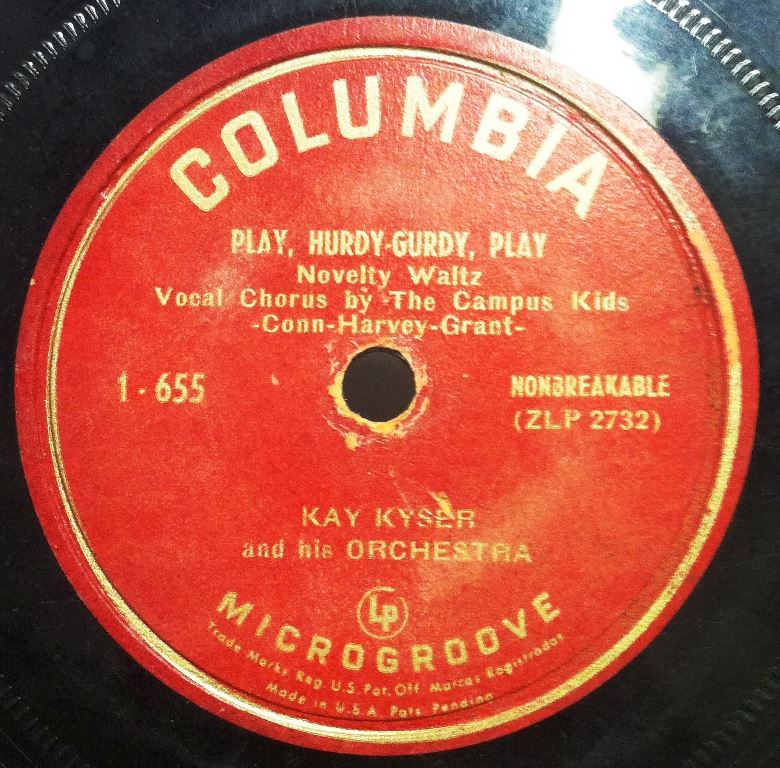 COLUMBIA
PLAY, HURDY-GURDY, PLAY
Novelty Waltz
Vocal Chorus by The Campus Kids
-Conn-Harvey-Grant-
1-655
NONBREAKABLE
(ZLP 2732)
KAY KYSER
and his ORCHESTRA
Lp
MICROGROOVE
Trade Marks Reg. U.S. Pat. Off. Marcas Registradas
Made in U.S.A. Pats. Pending